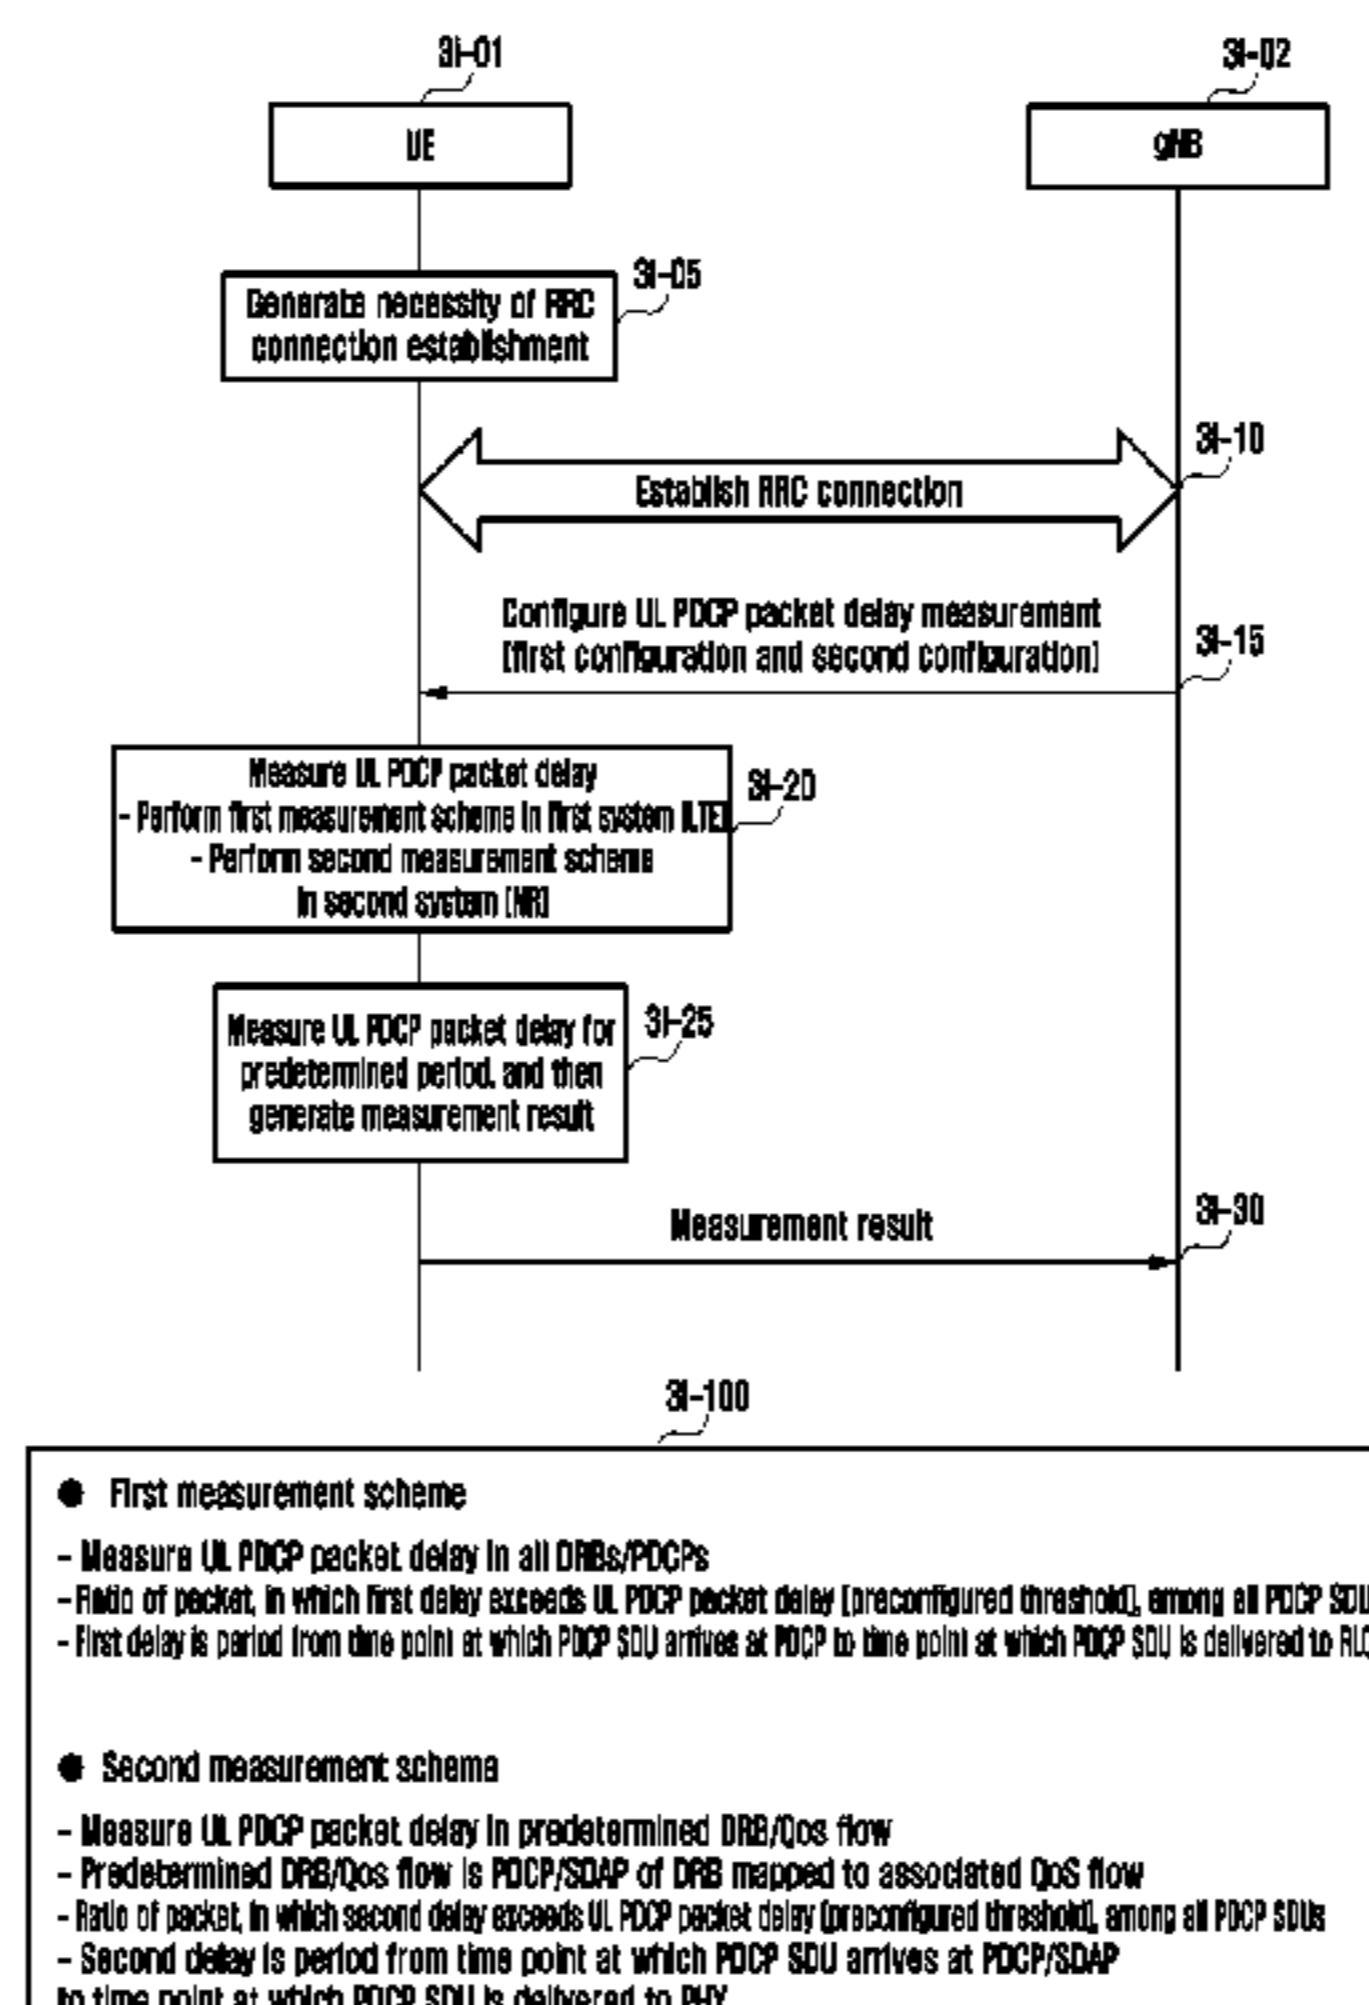 3I-01
3I-02
UE
gNB
3I-05
Generate necessity of RRC
connection establishment
3I-10
Establish RRC connection
Configure UL PDCP packet delay measurement
(first configuration and second configuration)
3I-15
Measure UL PDCP packet delay
- Perform first measurement scheme in first system (LTE)
- Perform second measurement scheme
in second system (NR)
3I-20
Measure UL PDCP packet delay for
predetermined period, and then
generate measurement result
3I-25
Measurement result
3I-30
3I-100
● First measurement scheme
- Measure UL PDCP packet delay in all DRBs/PDCPs
- Ratio of packet, in which first delay exceeds UL PDCP packet delay (preconfigured threshold), among all PDCP SDU
- First delay is period from time point at which PDCP SDU arrives at PDCP to time point at which PDCP SDU is delivered to RLC
● Second measurement scheme
- Measure UL PDCP packet delay in predetermined DRB/Qos flow
- Predetermined DRB/Qos flow is PDCP/SDAP of DRB mapped to associated QoS flow
- Ratio of packet, in which second delay exceeds UL PDCP packet delay (preconfigured threshold), among all PDCP SDUs
- Second delay is period from time point at which PDCP SDU arrives at PDCP/SDAP
to time point at which PDCP SDU is delivered to PHY